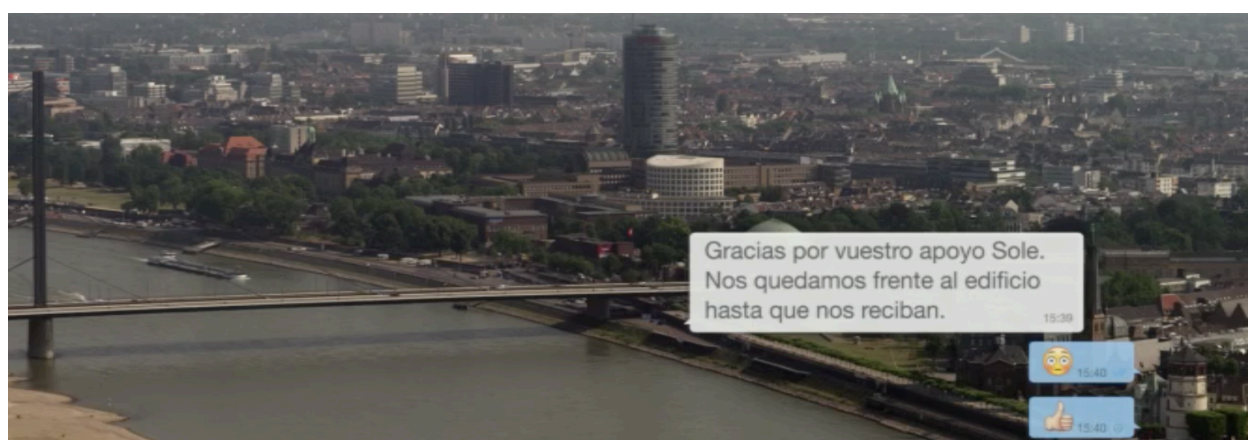 Gracias por vuestro apoyo Sole.
Nos quedamos frente al edificio
hasta que nos reciban.
15:39
😳 15:40
👍🏻 15:40